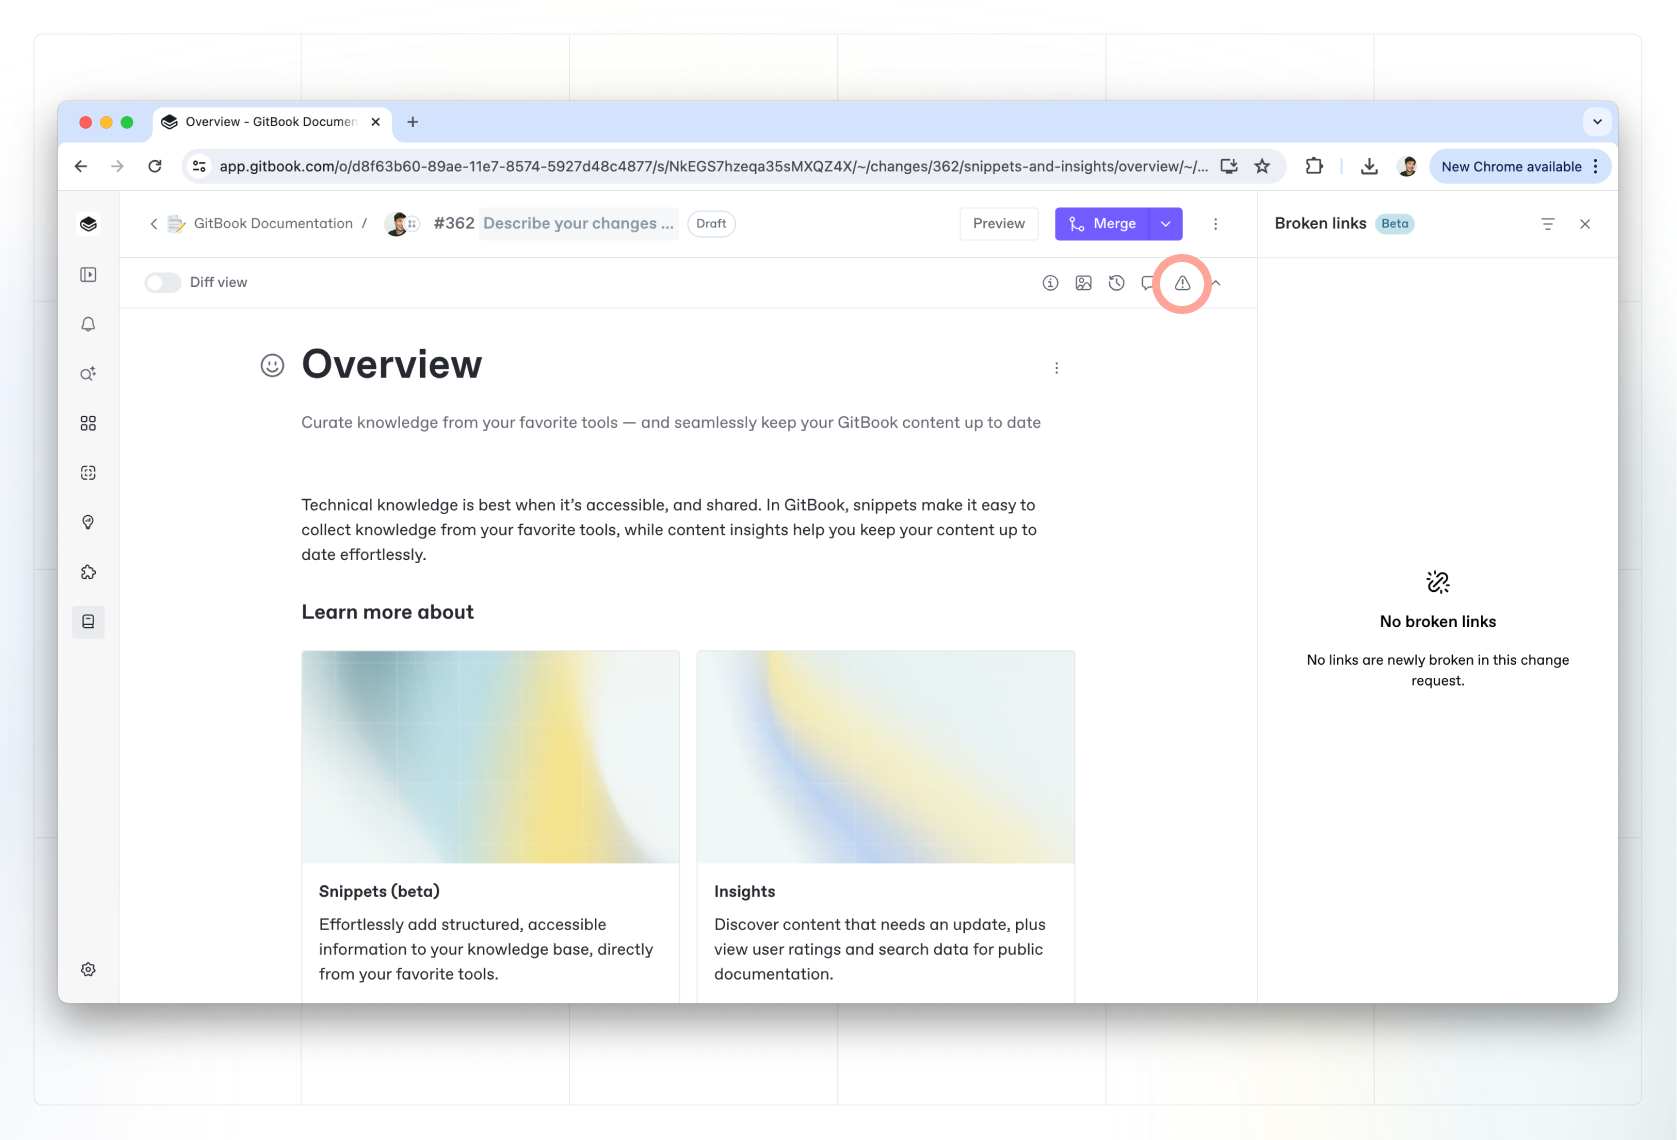 Overview - GitBook Documen
app.gitbook.com/o/d8f63b60-89ae-11e7-8574-5927d48c4877/s/NkEGS7hzeqa35sMXQZ4X/~/changes/362/snippets-and-insights/overview/~/...
New Chrome available
GitBook Documentation /
#362 Describe your changes ...
Draft
Preview
Merge
Broken links
Beta
Diff view
Overview
Curate knowledge from your favorite tools — and seamlessly keep your GitBook content up to date
Technical knowledge is best when it’s accessible, and shared. In GitBook, snippets make it easy to
collect knowledge from your favorite tools, while content insights help you keep your content up to
date effortlessly.
Learn more about
Snippets (beta)
Effortlessly add structured, accessible
information to your knowledge base, directly
from your favorite tools.
Insights
Discover content that needs an update, plus
view user ratings and search data for public
documentation.
No broken links
No links are newly broken in this change
request.